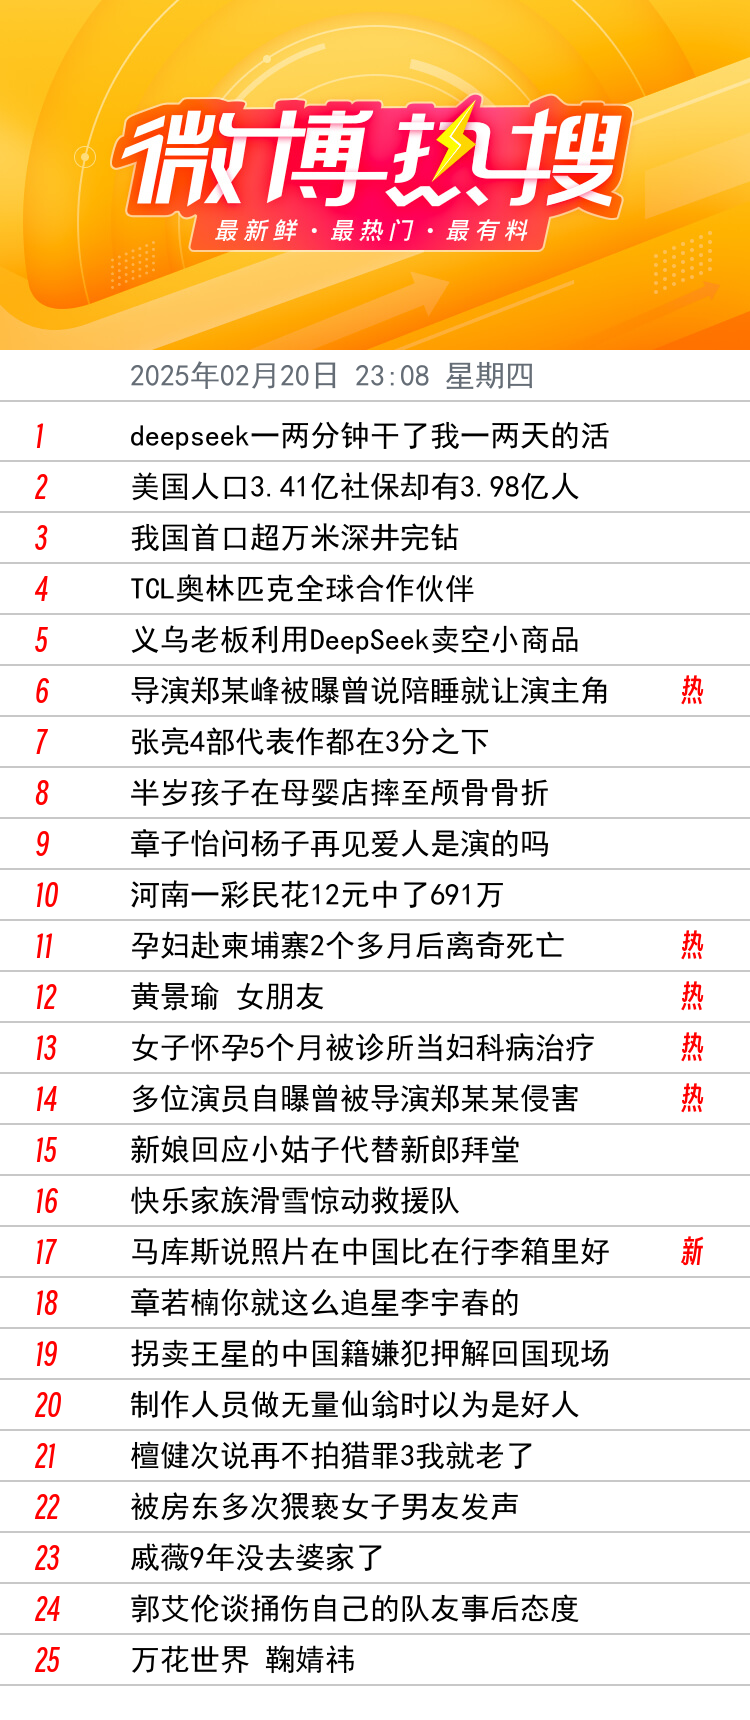 微博热搜
最新鲜·最热门·最有料
2025年02月20日 23:08 星期四
1 deepseek一两分钟干了我一两天的活
2 美国人口3.41亿社保却有3.98亿人
3 我国首口超万米深井完钻
4 TCL奥林匹克全球合作伙伴
5 义乌老板利用DeepSeek卖空小商品
6 导演郑某峰被曝曾说陪睡就让演主角 热
7 张亮4部代表作都在3分之下
8 半岁孩子在母婴店摔至颅骨骨折
9 章子怡问杨子再见爱人是演的吗
10 河南一彩民花12元中了691万
11 孕妇赴柬埔寨2个多月后离奇死亡 热
12 黄景瑜 女朋友 热
13 女子怀孕5个月被诊所当妇科病治疗 热
14 多位演员自曝曾被导演郑某某侵害 热
15 新娘回应小姑子代替新郎拜堂
16 快乐家族滑雪惊动救援队
17 马库斯说照片在中国比在行李箱里好 新
18 章若楠你就这么追星李宇春的
19 拐卖王星的中国籍嫌犯押解回国现场
20 制作人员做无量仙翁时以为是好人
21 檀健次说再不拍猎罪3我就老了
22 被房东多次猥亵女子男友发声
23 戚薇9年没去婆家了
24 郭艾伦谈捅伤自己的队友事后态度
25 万花世界 鞠婧祎